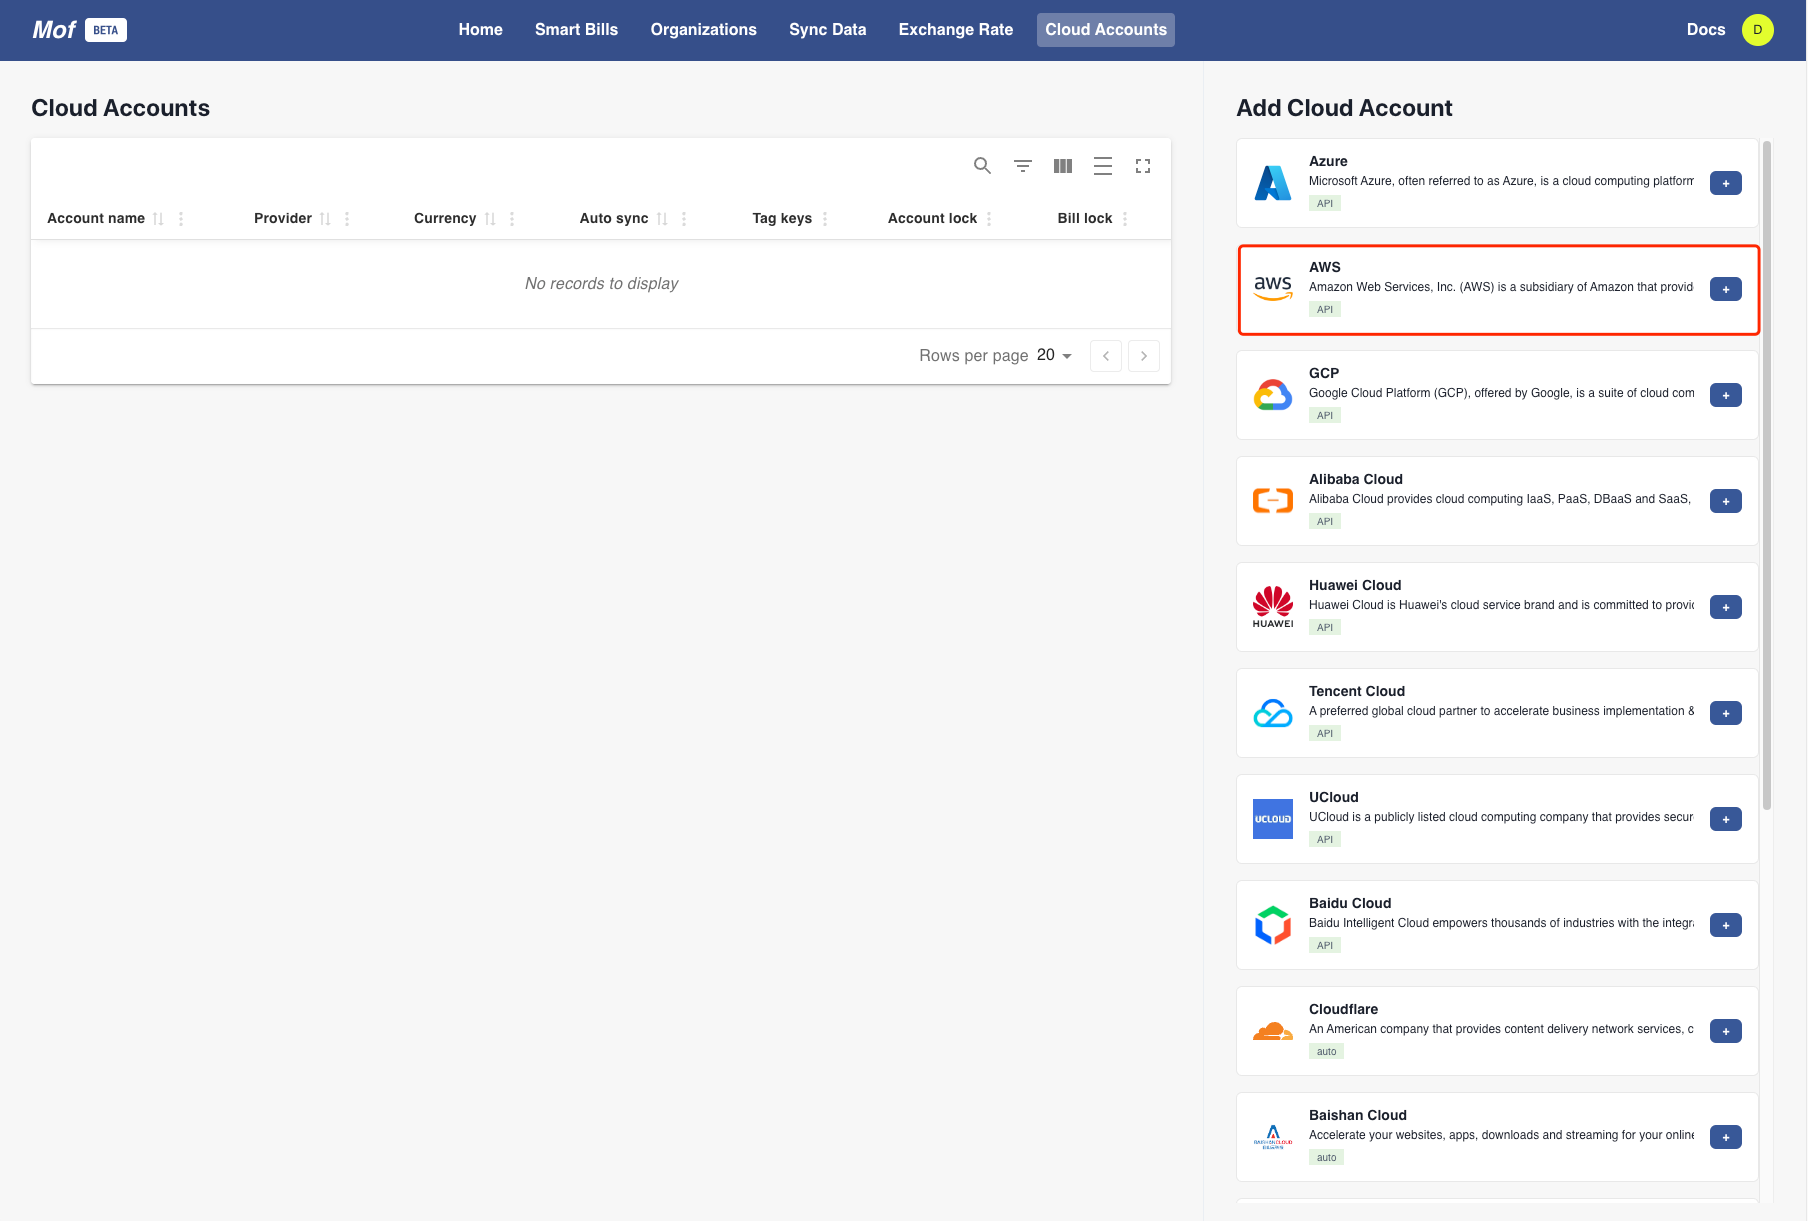 Mof BETA
Home Smart Bills Organizations Sync Data Exchange Rate Cloud Accounts
Docs D
Cloud Accounts
Account name Provider Currency Auto sync Tag keys Account lock Bill lock
No records to display
Rows per page 20
Add Cloud Account
Azure
Microsoft Azure, often referred to as Azure, is a cloud computing platform
API
+
aws
AWS
Amazon Web Services, Inc. (AWS) is a subsidiary of Amazon that provid
API
+
GCP
Google Cloud Platform (GCP), offered by Google, is a suite of cloud com
API
+
Alibaba Cloud
Alibaba Cloud provides cloud computing IaaS, PaaS, DBaaS and SaaS,
API
+
HUAWEI
Huawei Cloud
Huawei Cloud is Huawei's cloud service brand and is committed to provi
API
+
Tencent Cloud
A preferred global cloud partner to accelerate business implementation &
API
+
UCLOUD
UCloud
UCloud is a publicly listed cloud computing company that provides secur
API
+
Baidu Cloud
Baidu Intelligent Cloud empowers thousands of industries with the integr
API
+
Cloudflare
An American company that provides content delivery network services, c
auto
+
Baishan Cloud
Accelerate your websites, apps, downloads and streaming for your online
auto
+